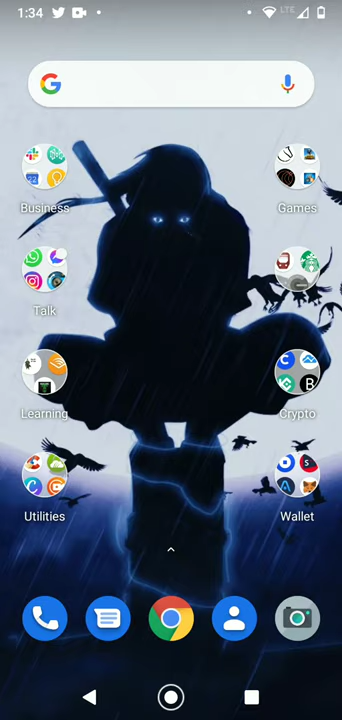 1:34
LTE
Business
Games
Talk
Learning
Crypto
Utilities
Wallet